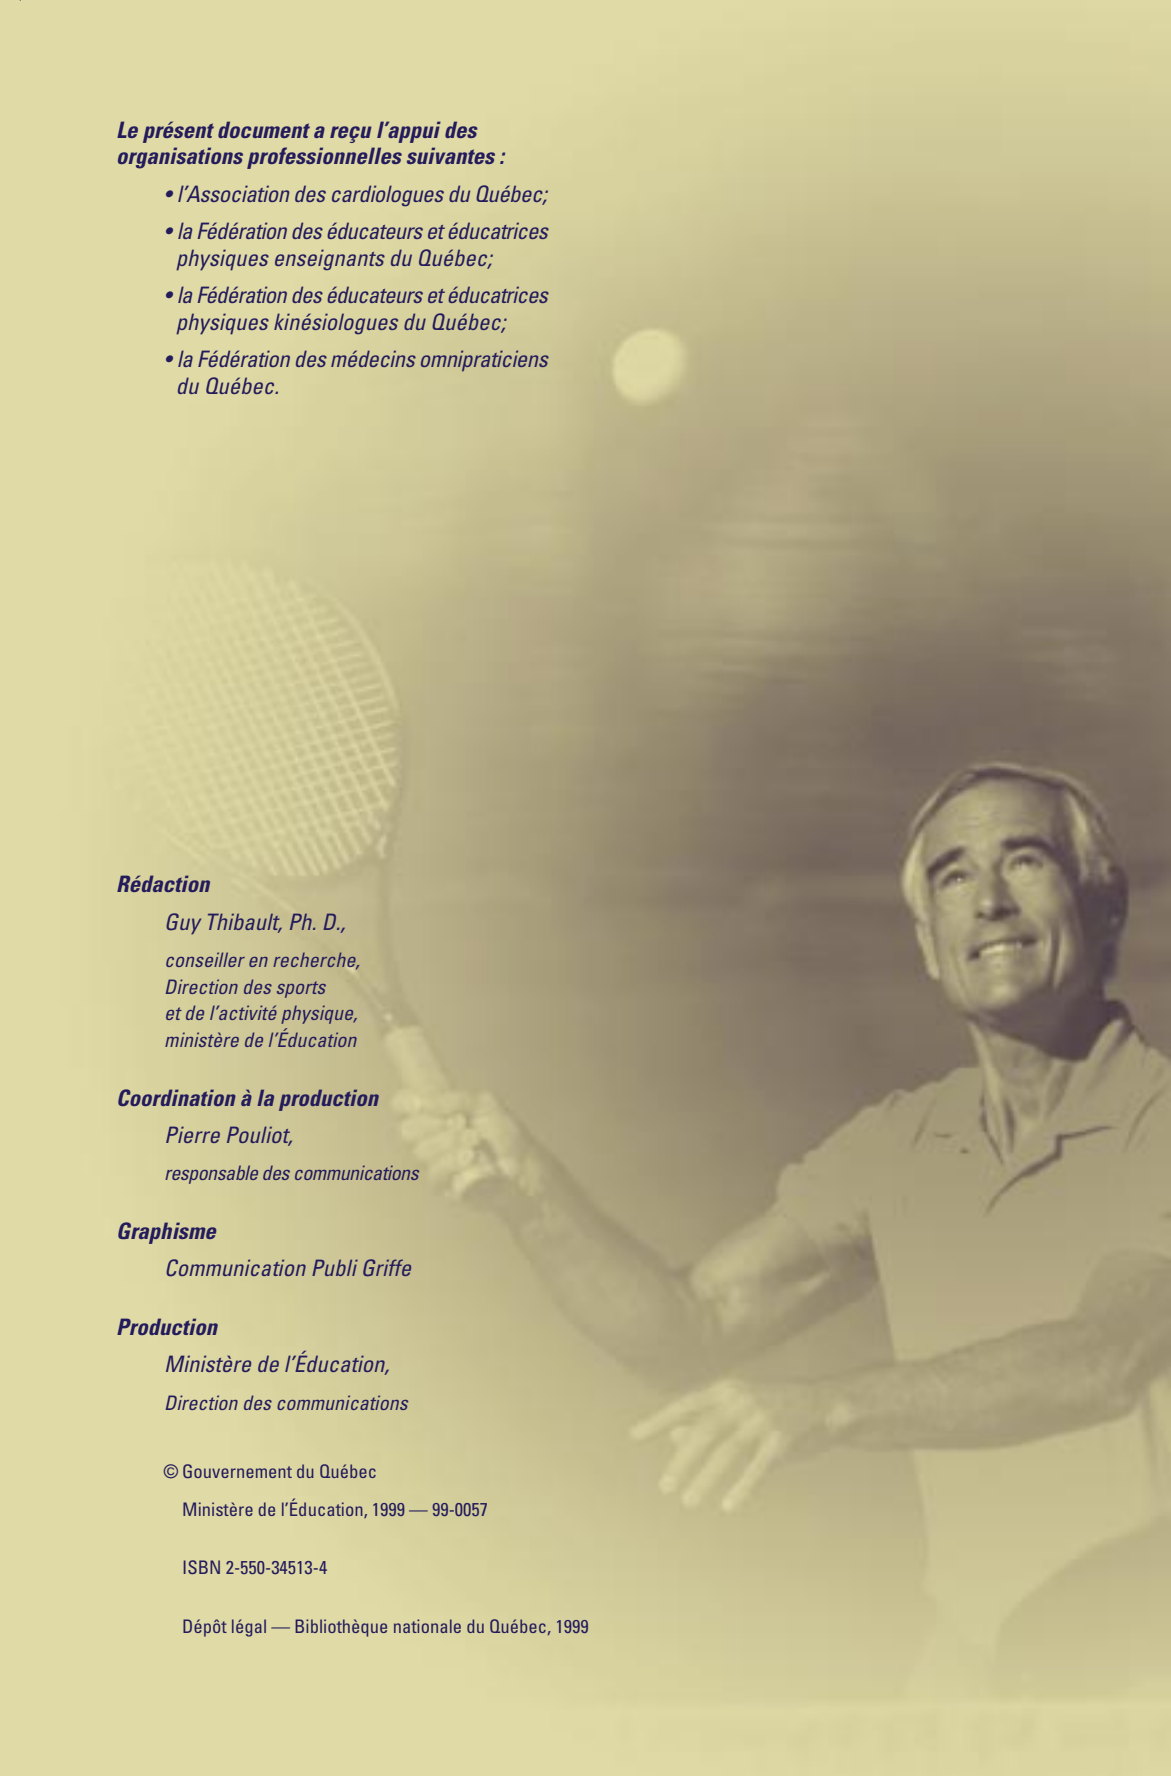 Le présent document a reçu l'appui des
organisations professionnelles suivantes :
• l'Association des cardiologues du Québec;
• la Fédération des éducateurs et éducatrices
physiques enseignants du Québec;
• la Fédération des éducateurs et éducatrices
physiques kinésiologues du Québec;
• la Fédération des médecins omnipraticiens
du Québec.
Rédaction
Guy Thibault, Ph. D.,
conseiller en recherche,
Direction des sports
et de l'activité physique,
ministère de l'Éducation
Coordination à la production
Pierre Pouliot,
responsable des communications
Graphisme
Communication Publi Griffe
Production
Ministère de l'Éducation,
Direction des communications
© Gouvernement du Québec
Ministère de l'Éducation, 1999 — 99-0057
ISBN 2-550-34513-4
Dépôt légal — Bibliothèque nationale du Québec, 1999